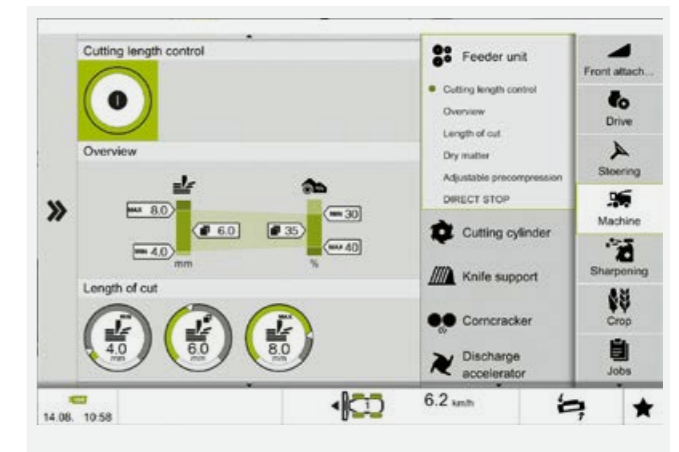 Cutting length control
Overview
MAX 8.0
6.0
MIN 4.0
mm
MIN 30
35
MAX 40
%
Length of cut
MIN
4.0
mm
6.0
mm
MAX
8.0
mm
Feeder unit
Cutting length control
Overview
Length of cut
Dry matter
Adjustable precompression
DIRECT STOP
Cutting cylinder
Knife support
Corncracker
Discharge
accelerator
Front attach...
Drive
Steering
Machine
Sharpening
Crop
Jobs
14.08. 10:58
1
6.2 km/h